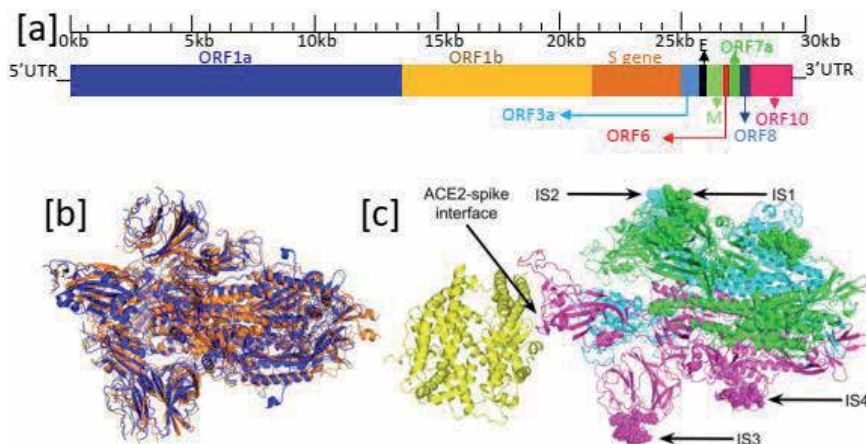 [a]
0kb 5kb 10kb 15kb 20kb 25kb 30kb
ORF1a ORF1b S gene E ORF7a
5'UTR 3'UTR
ORF3a M ORF10
ORF6 ORF8
[b] [c]
ACE2-spike
interface
IS2 IS1
IS4
IS3